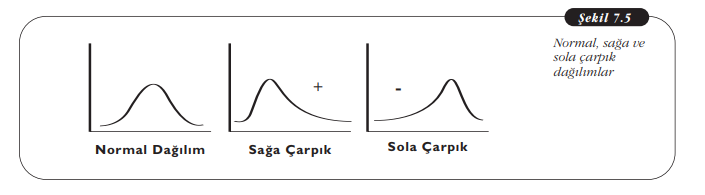 Şekil 7.5
Normal, sağa ve
sola çarpık
dağılımlar
+
-
Normal Dağılım
Sağa Çarpık
Sola Çarpık